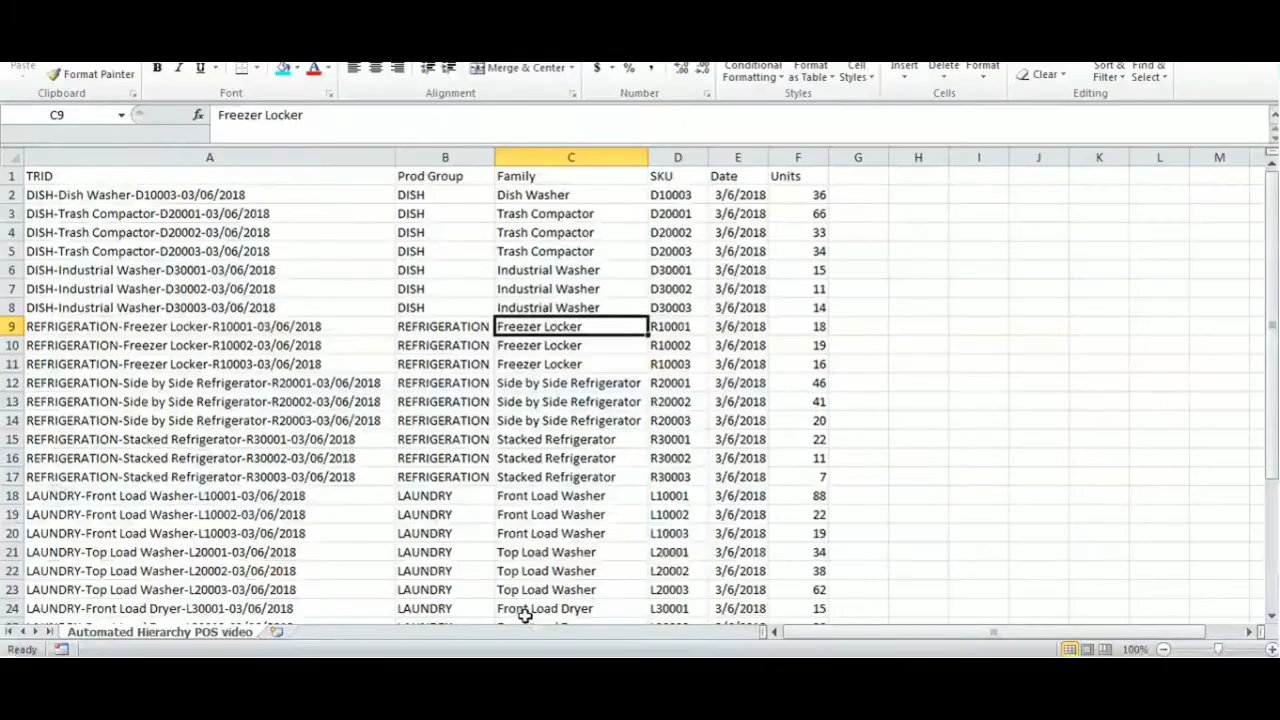 Paste Format Painter B I U A Merge & Center $ % , Conditional Format Cell Insert Delete Format Clear Sort & Find &
Formatting as Table Styles Filter Select
Clipboard Font Alignment Number Styles Cells Editing
C9 fx Freezer Locker
A B C D E F G H I J K L M
1 TRID Prod Group Family SKU Date Units
2 DISH-Dish Washer-D10003-03/06/2018 DISH Dish Washer D10003 3/6/2018 36
3 DISH-Trash Compactor-D20001-03/06/2018 DISH Trash Compactor D20001 3/6/2018 66
4 DISH-Trash Compactor-D20002-03/06/2018 DISH Trash Compactor D20002 3/6/2018 33
5 DISH-Trash Compactor-D20003-03/06/2018 DISH Trash Compactor D20003 3/6/2018 34
6 DISH-Industrial Washer-D30001-03/06/2018 DISH Industrial Washer D30001 3/6/2018 15
7 DISH-Industrial Washer-D30002-03/06/2018 DISH Industrial Washer D30002 3/6/2018 11
8 DISH-Industrial Washer-D30003-03/06/2018 DISH Industrial Washer D30003 3/6/2018 14
9 REFRIGERATION-Freezer Locker-R10001-03/06/2018 REFRIGERATION Freezer Locker R10001 3/6/2018 18
10 REFRIGERATION-Freezer Locker-R10002-03/06/2018 REFRIGERATION Freezer Locker R10002 3/6/2018 19
11 REFRIGERATION-Freezer Locker-R10003-03/06/2018 REFRIGERATION Freezer Locker R10003 3/6/2018 16
12 REFRIGERATION-Side by Side Refrigerator-R20001-03/06/2018 REFRIGERATION Side by Side Refrigerator R20001 3/6/2018 46
13 REFRIGERATION-Side by Side Refrigerator-R20002-03/06/2018 REFRIGERATION Side by Side Refrigerator R20002 3/6/2018 41
14 REFRIGERATION-Side by Side Refrigerator-R20003-03/06/2018 REFRIGERATION Side by Side Refrigerator R20003 3/6/2018 20
15 REFRIGERATION-Stacked Refrigerator-R30001-03/06/2018 REFRIGERATION Stacked Refrigerator R30001 3/6/2018 22
16 REFRIGERATION-Stacked Refrigerator-R30002-03/06/2018 REFRIGERATION Stacked Refrigerator R30002 3/6/2018 11
17 REFRIGERATION-Stacked Refrigerator-R30003-03/06/2018 REFRIGERATION Stacked Refrigerator R30003 3/6/2018 7
18 LAUNDRY-Front Load Washer-L10001-03/06/2018 LAUNDRY Front Load Washer L10001 3/6/2018 88
19 LAUNDRY-Front Load Washer-L10002-03/06/2018 LAUNDRY Front Load Washer L10002 3/6/2018 22
20 LAUNDRY-Front Load Washer-L10003-03/06/2018 LAUNDRY Front Load Washer L10003 3/6/2018 19
21 LAUNDRY-Top Load Washer-L20001-03/06/2018 LAUNDRY Top Load Washer L20001 3/6/2018 34
22 LAUNDRY-Top Load Washer-L20002-03/06/2018 LAUNDRY Top Load Washer L20002 3/6/2018 38
23 LAUNDRY-Top Load Washer-L20003-03/06/2018 LAUNDRY Top Load Washer L20003 3/6/2018 62
24 LAUNDRY-Front Load Dryer-L30001-03/06/2018 LAUNDRY Front Load Dryer L30001 3/6/2018 15
Automated Hierarchy POS video
Ready 100%